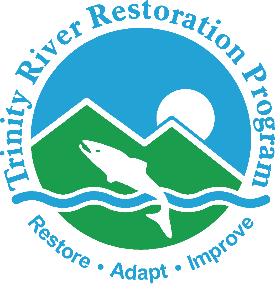 Trinity River Restoration Program
Restore • Adapt • Improve